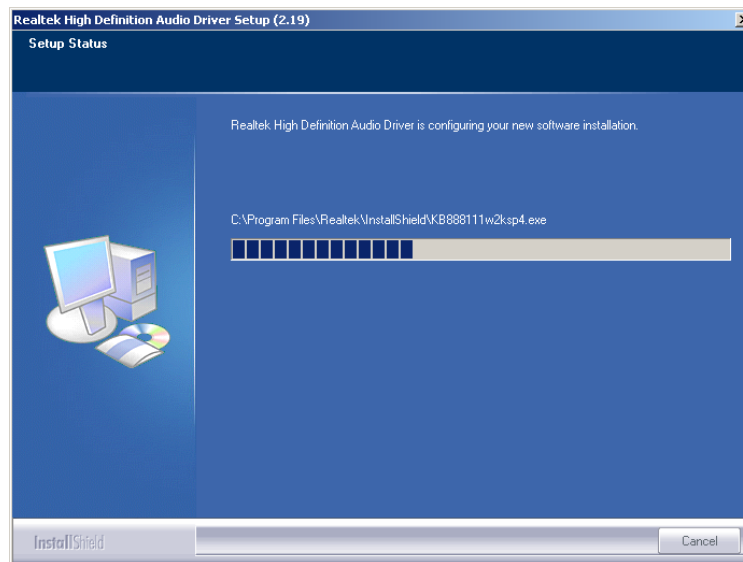 Realtek High Definition Audio Driver Setup (2.19)
Setup Status
Realtek High Definition Audio Driver is configuring your new software installation.
C:\Program Files\Realtek\InstallShield\KB888111w2ksp4.exe
InstallShield
Cancel